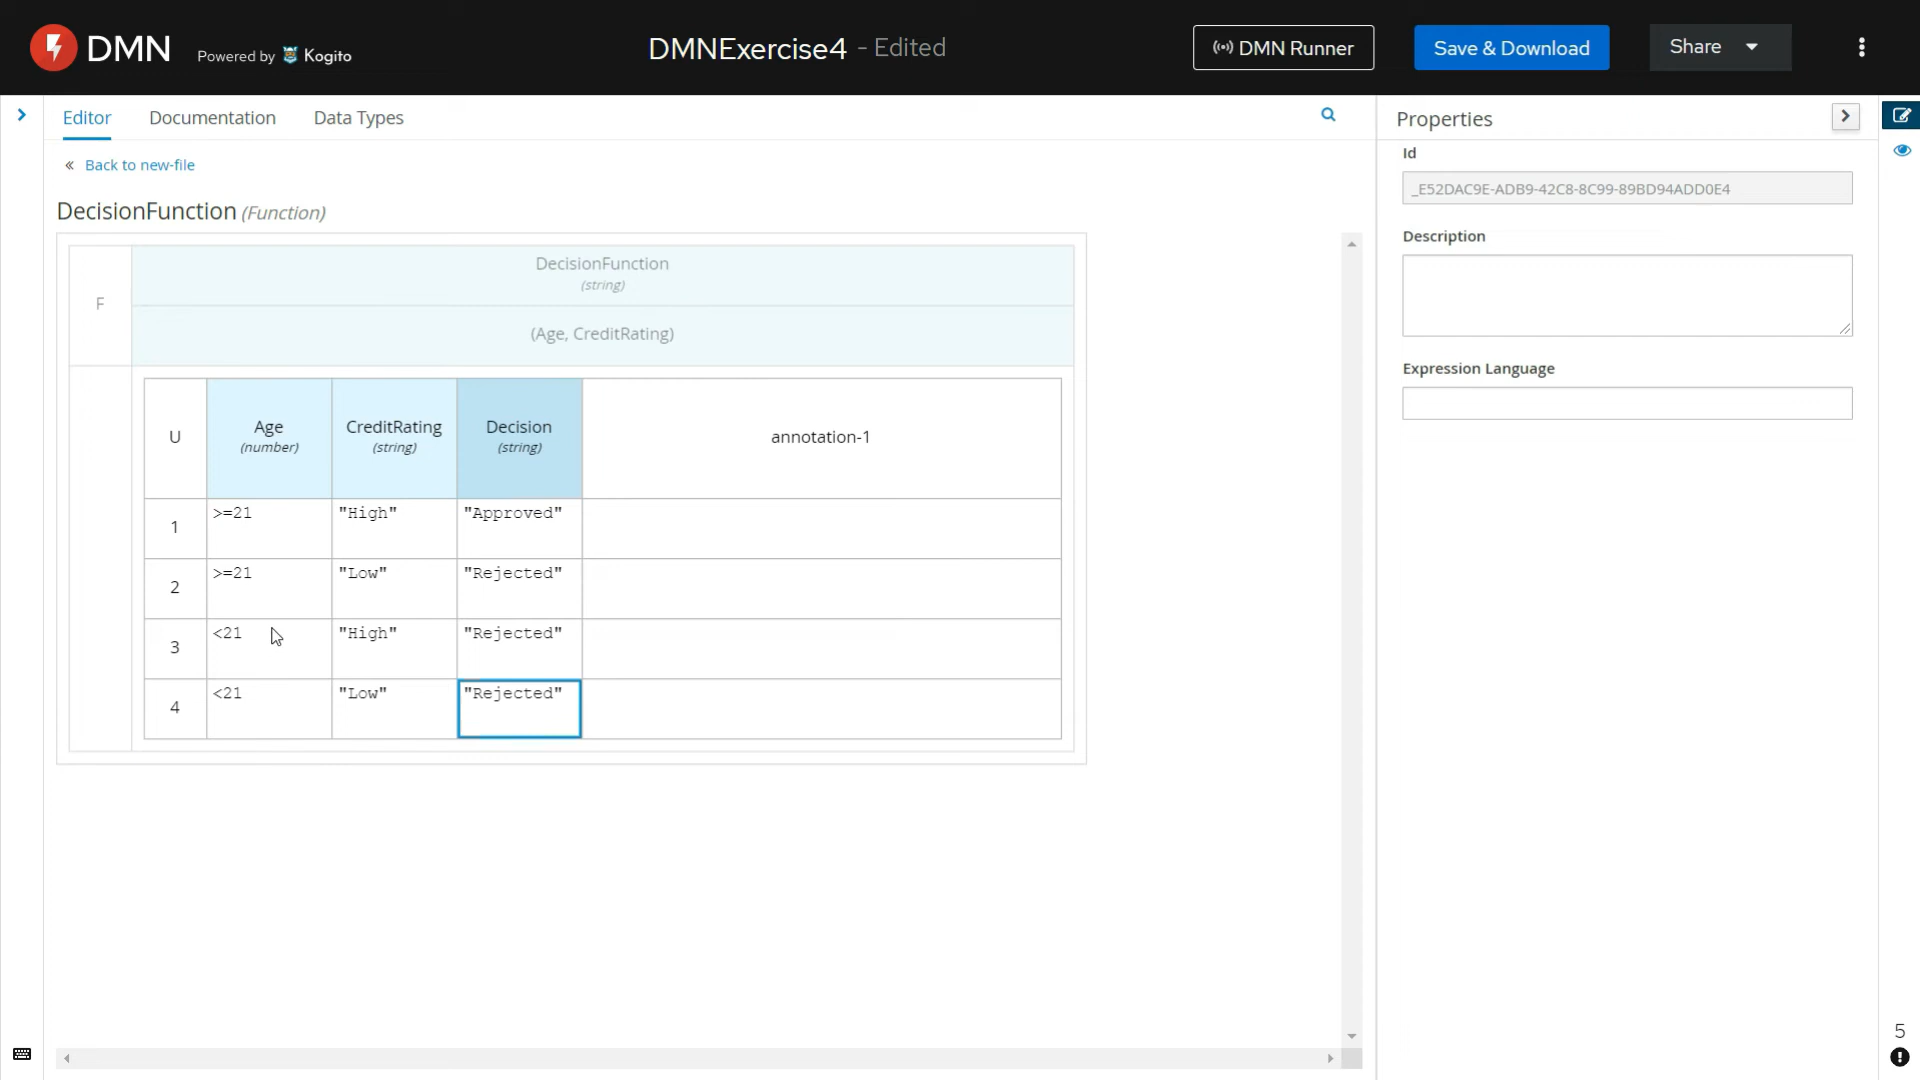 DMN Powered by Kogito
DMNExercise4 - Edited
DMN Runner
Save & Download
Share
Editor Documentation Data Types
« Back to new-file
DecisionFunction (Function)
F
DecisionFunction
(string)
(Age, CreditRating)
U Age (number) CreditRating (string) Decision (string) annotation-1
1 >=21 "High" "Approved"
2 >=21 "Low" "Rejected"
3 <21 "High" "Rejected"
4 <21 "Low" "Rejected"
Properties
Id
_E52DAC9E-ADB9-42C8-8C99-89BD94ADD0E4
Description
Expression Language
5